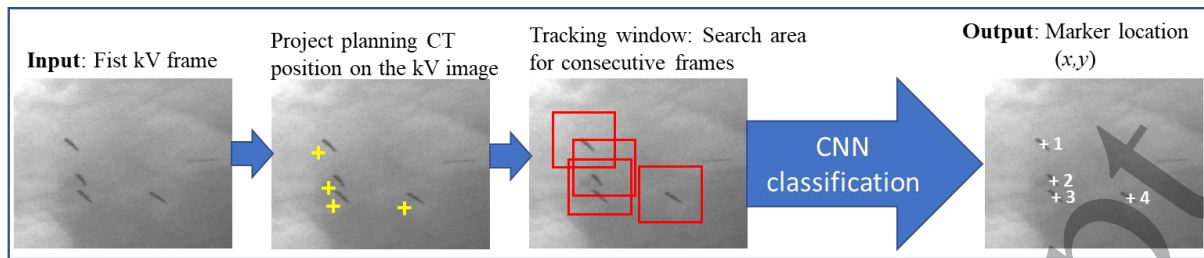 Input: Fist kV frame
Project planning CT
position on the kV image
Tracking window: Search area
for consecutive frames
CNN
classification
Output: Marker location
(x,y)
+ 1
+ 2
+ 3
+ 4